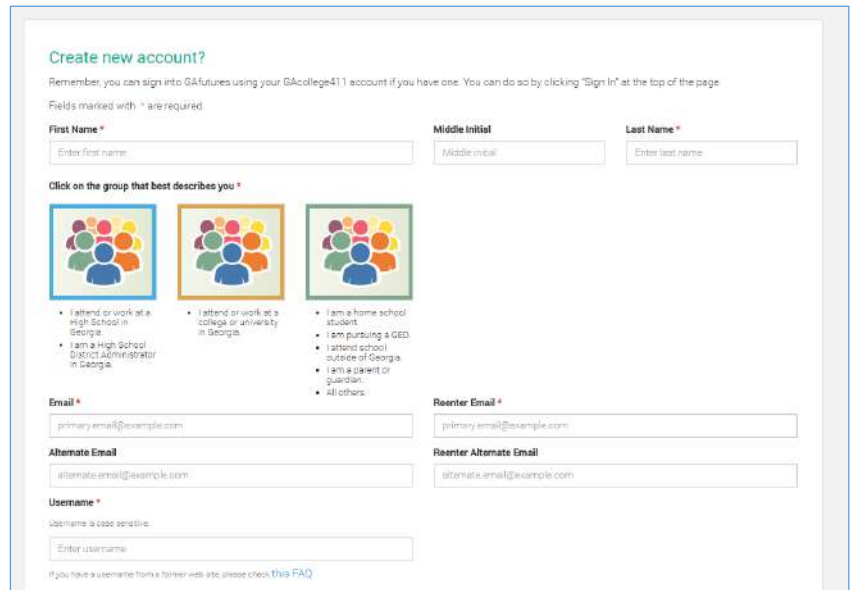 Create new account?
Remember, you can sign into GAfutures using your GAcollege411 account if you have one. You can do so by clicking "Sign In" at the top of the page
Fields marked with * are required
First Name *
Middle Initial
Last Name *
Enter first name
Middle initial
Enter last name
Click on the group that best describes you *
• I attend or work at a
High School in
Georgia.
• I am a High School
District Administrator
in Georgia.
• I attend or work at a
college or university
in Georgia.
• I am a home school
student.
• I am pursuing a GED.
• I attend school
outside of Georgia.
• I am a parent or
guardian.
• All others.
Email *
Reenter Email *
primary.email@example.com
primary.email@example.com
Alternate Email
Reenter Alternate Email
alternate.email@example.com
alternate.email@example.com
Username *
Username is case sensitive.
Enter username
If you have a username from a former web site, please check this FAQ